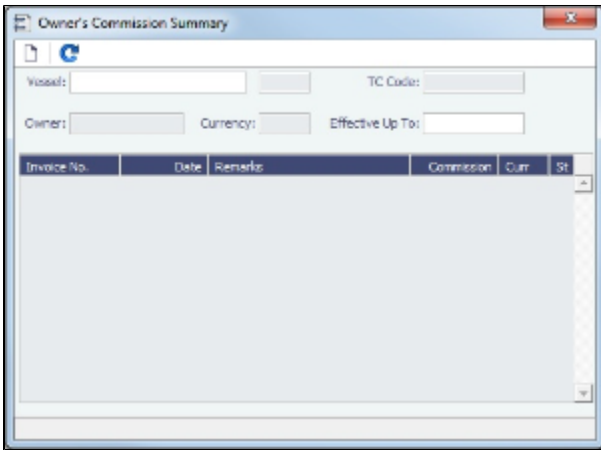 Owner's Commission Summary
Vessel: TC Code:
Owner: Currency: Effective Up To:
Invoice No. Date Remarks Commission Curr St